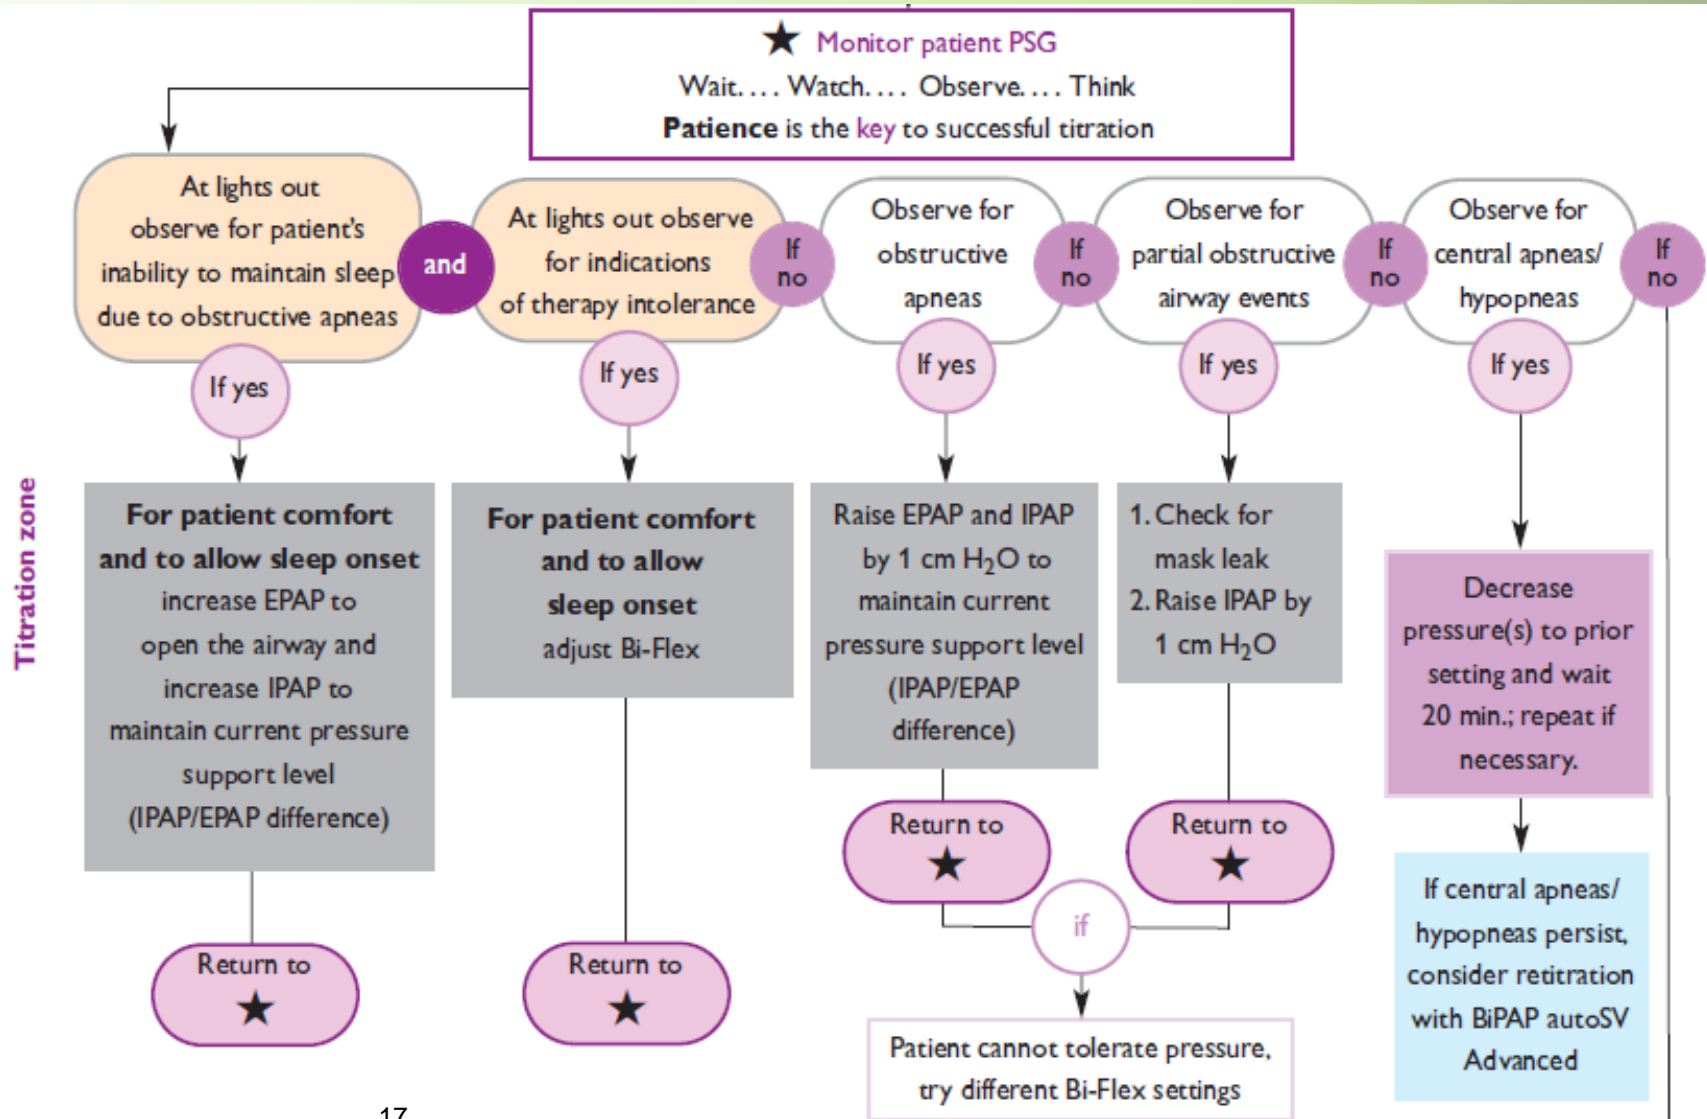 ★ Monitor patient PSG
Wait.... Watch.... Observe.... Think
Patience is the key to successful titration
At lights out
observe for patient's
inability to maintain sleep
due to obstructive apneas
and
At lights out observe
for indications
of therapy intolerance
If
no
Observe for
obstructive
apneas
If
no
Observe for
partial obstructive
airway events
If
no
Observe for
central apneas/
hypopneas
If
no
If yes
If yes
If yes
If yes
If yes
Titration zone
For patient comfort
and to allow sleep onset
increase EPAP to
open the airway and
increase IPAP to
maintain current pressure
support level
(IPAP/EPAP difference)
Return to
★
For patient comfort
and to allow
sleep onset
adjust Bi-Flex
Return to
★
Raise EPAP and IPAP
by 1 cm H₂O to
maintain current
pressure support level
(IPAP/EPAP
difference)
Return to
★
1. Check for
mask leak
2. Raise IPAP by
1 cm H₂O
Return to
★
if
Patient cannot tolerate pressure,
try different Bi-Flex settings
Decrease
pressure(s) to prior
setting and wait
20 min.; repeat if
necessary.
If central apneas/
hypopneas persist,
consider retitration
with BiPAP autoSV
Advanced
17